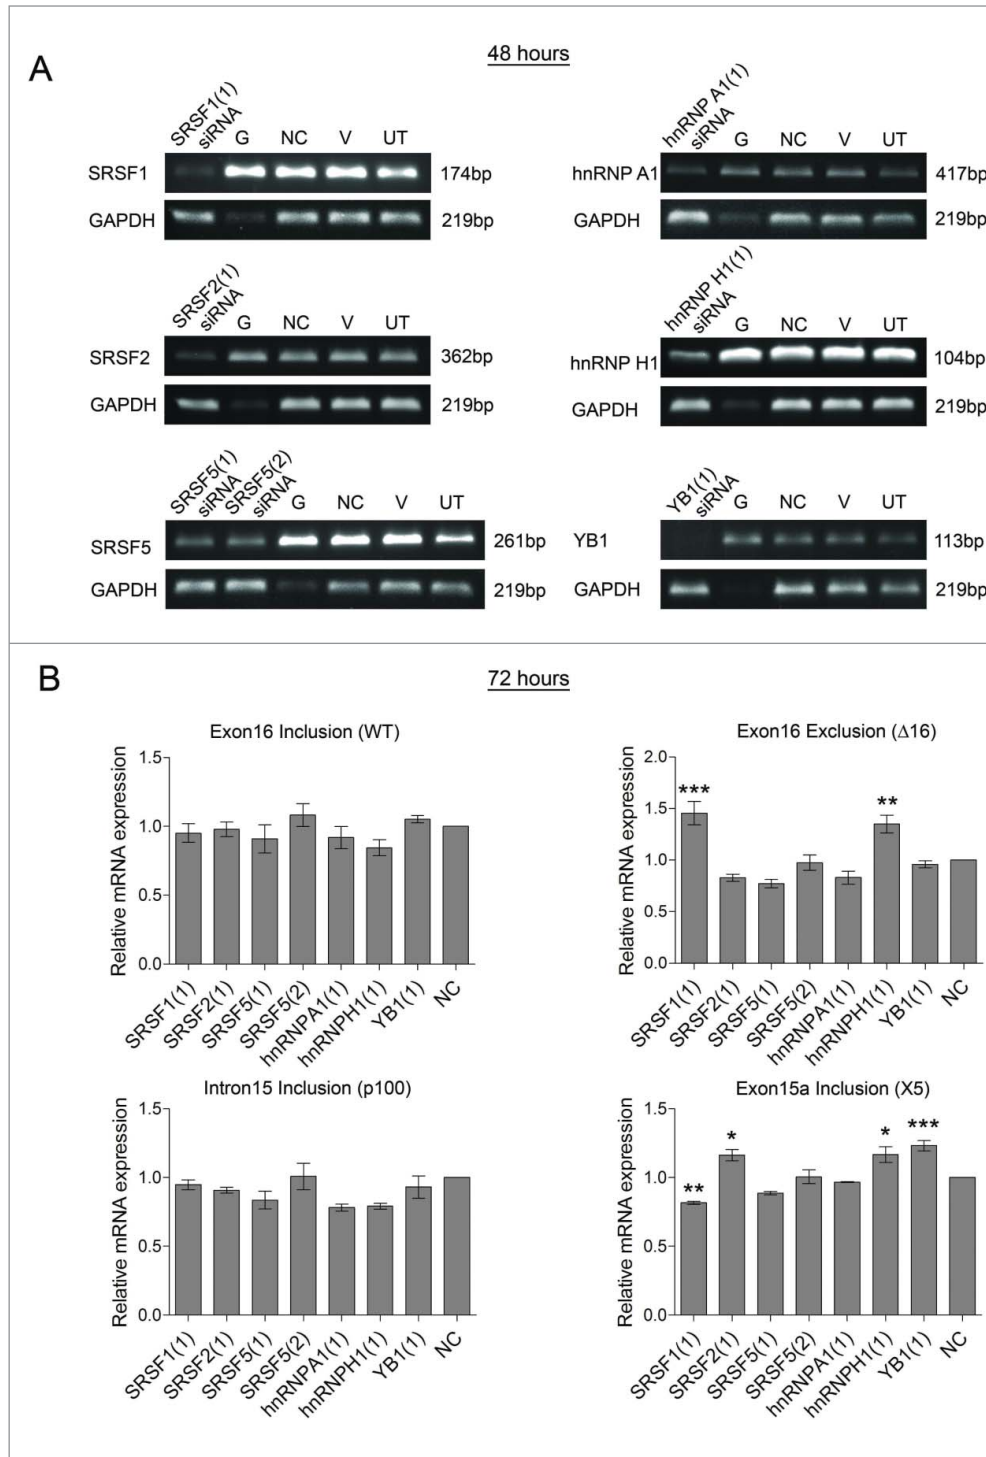 A
48 hours
SRSF1(1)
siRNA
G NC V UT
SRSF1 174bp
GAPDH 219bp
hnRNP A1(1)
siRNA
G NC V UT
hnRNP A1 417bp
GAPDH 219bp
SRSF2(1)
siRNA
G NC V UT
SRSF2 362bp
GAPDH 219bp
hnRNP H1(1)
siRNA
G NC V UT
hnRNP H1 104bp
GAPDH 219bp
SRSF5(1)
siRNA
SRSF5(2)
siRNA
G NC V UT
SRSF5 261bp
GAPDH 219bp
YB1(1)
siRNA
G NC V UT
YB1 113bp
GAPDH 219bp
B
72 hours
Exon16 Inclusion (WT)
Relative mRNA expression
1.5
1.0
0.5
0.0
SRSF1(1) SRSF2(1) SRSF5(1) SRSF5(2) hnRNPA1(1) hnRNPH1(1) YB1(1) NC
Exon16 Exclusion (Δ16)
Relative mRNA expression
2.0
1.5
1.0
0.5
0.0
*** **
SRSF1(1) SRSF2(1) SRSF5(1) SRSF5(2) hnRNPA1(1) hnRNPH1(1) YB1(1) NC
Intron15 Inclusion (p100)
Relative mRNA expression
1.5
1.0
0.5
0.0
SRSF1(1) SRSF2(1) SRSF5(1) SRSF5(2) hnRNPA1(1) hnRNPH1(1) YB1(1) NC
Exon15a Inclusion (X5)
Relative mRNA expression
1.5
1.0
0.5
0.0
** * * ***
SRSF1(1) SRSF2(1) SRSF5(1) SRSF5(2) hnRNPA1(1) hnRNPH1(1) YB1(1) NC